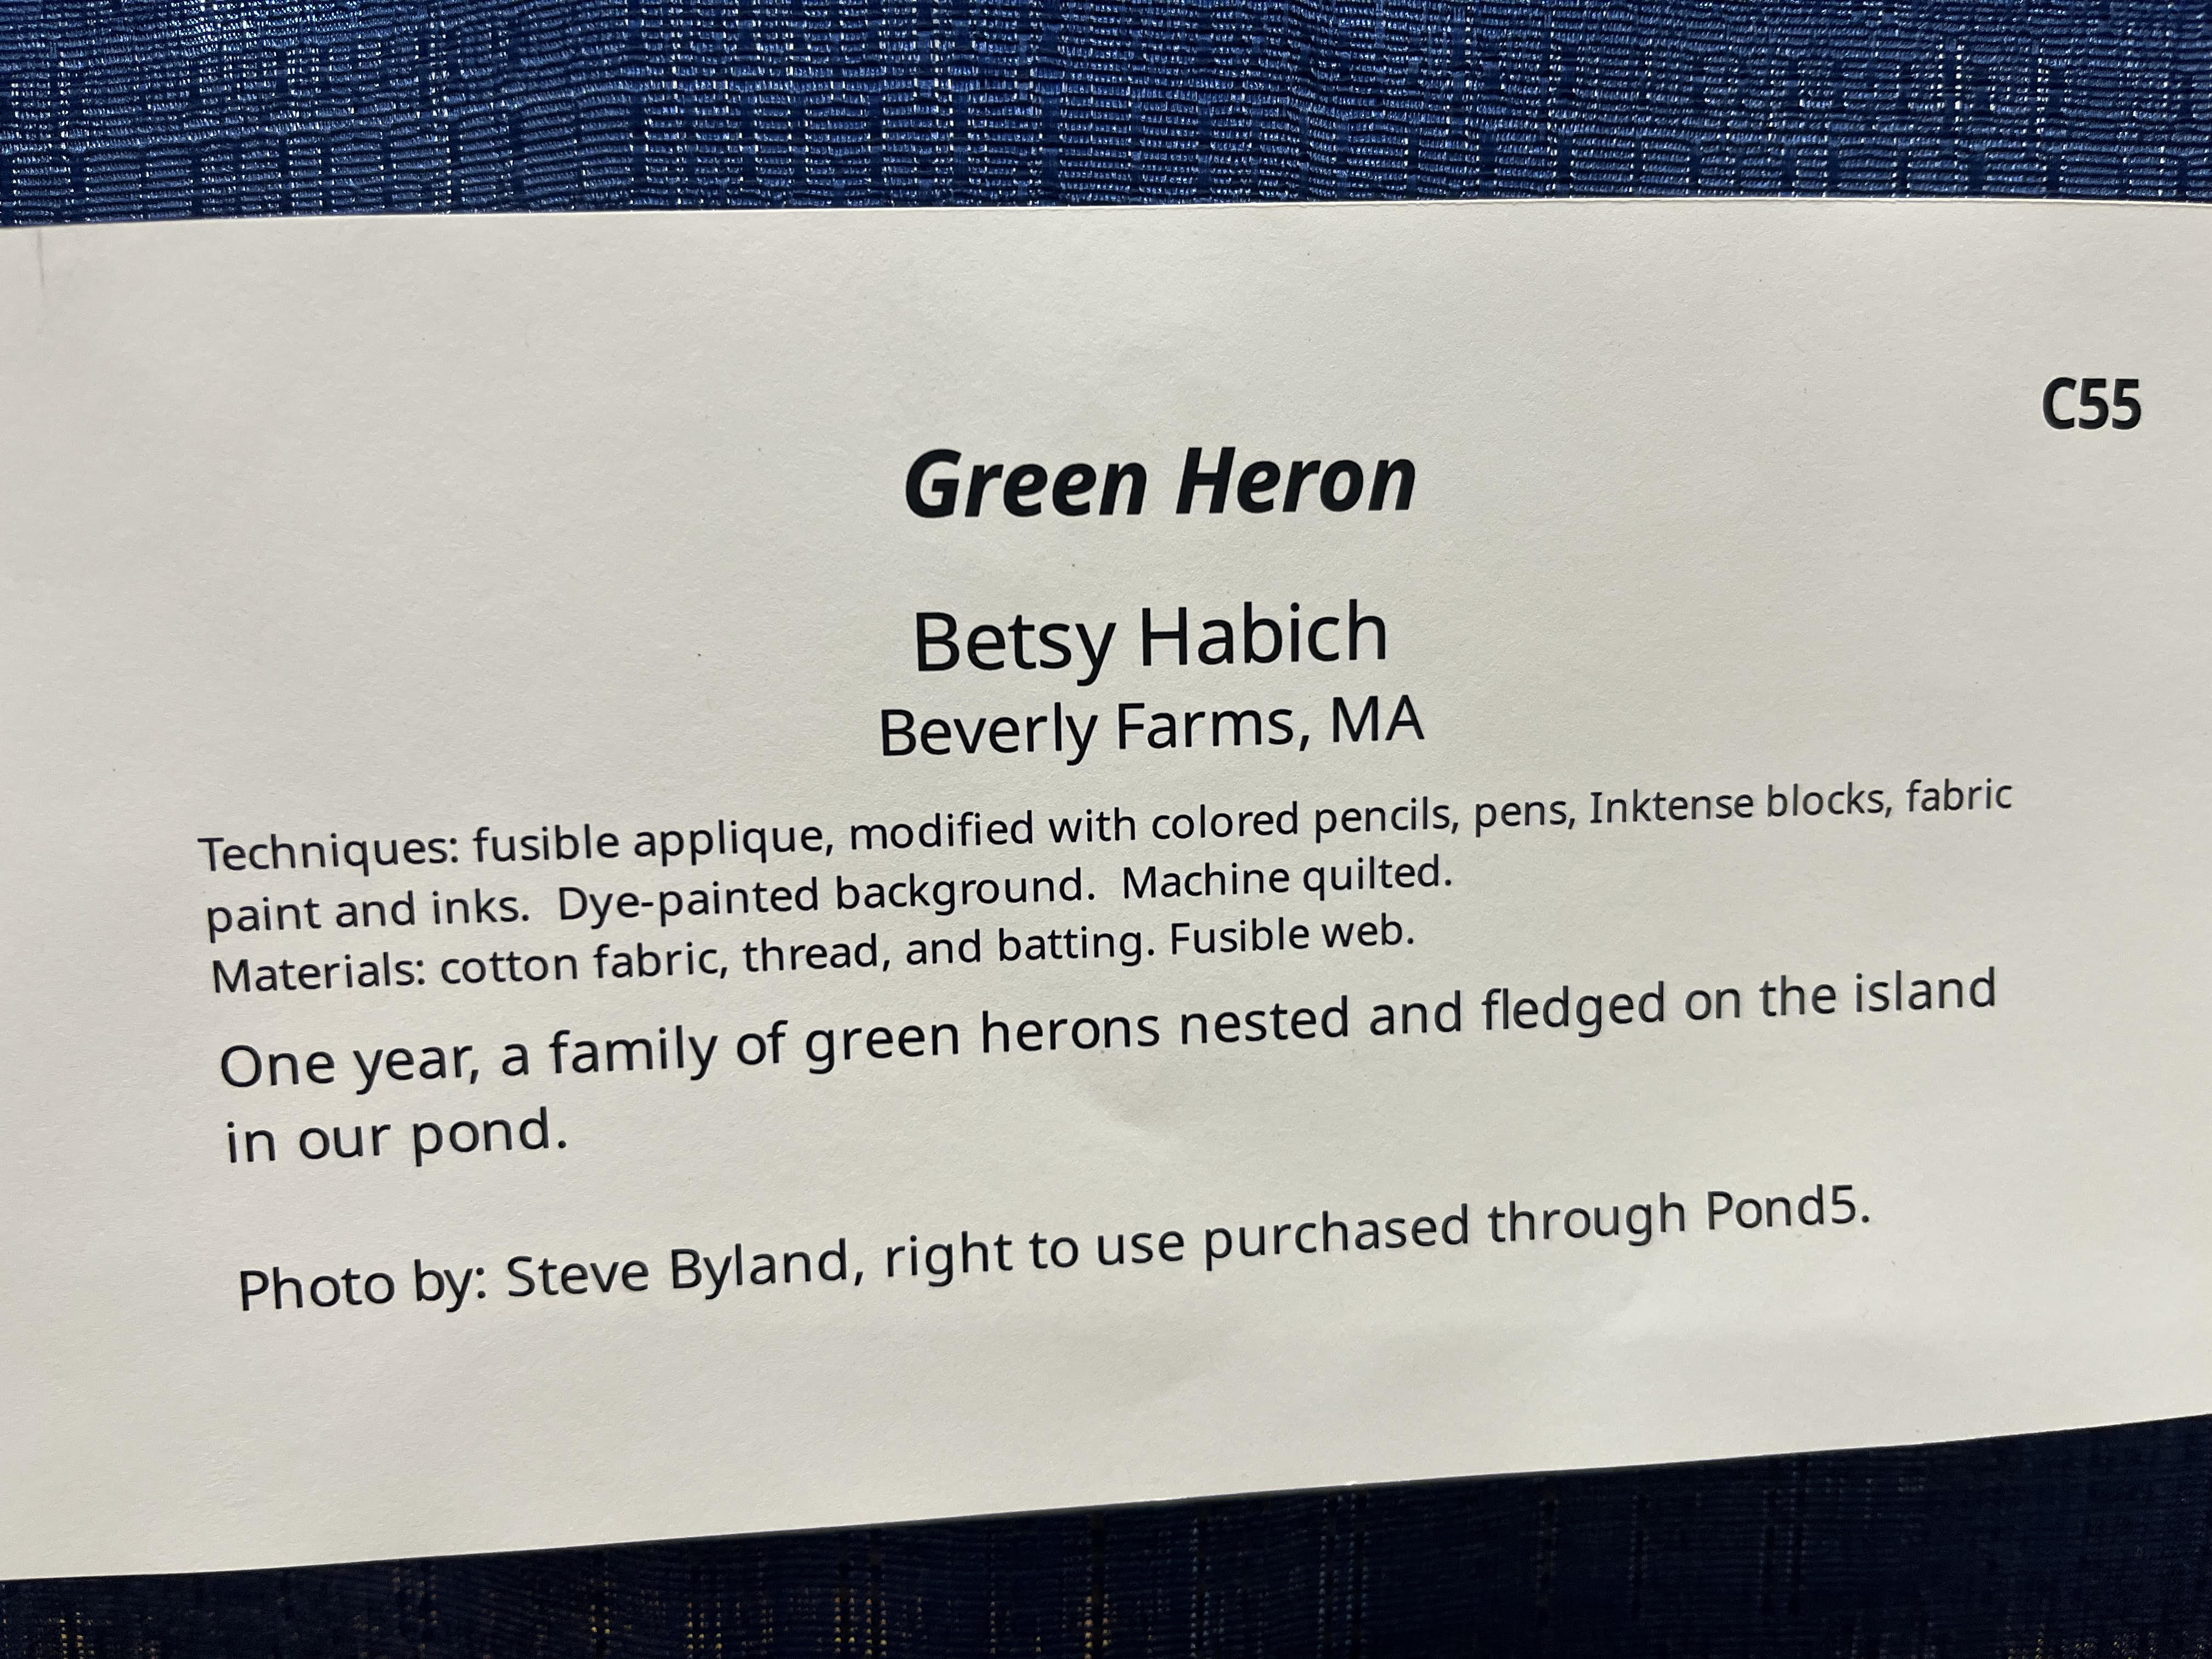 C55
Green Heron
Betsy Habich
Beverly Farms, MA
Techniques: fusible applique, modified with colored pencils, pens, Inktense blocks, fabric
paint and inks.  Dye-painted background.  Machine quilted.
Materials: cotton fabric, thread, and batting. Fusible web.
One year, a family of green herons nested and fledged on the island
in our pond.
Photo by: Steve Byland, right to use purchased through Pond5.